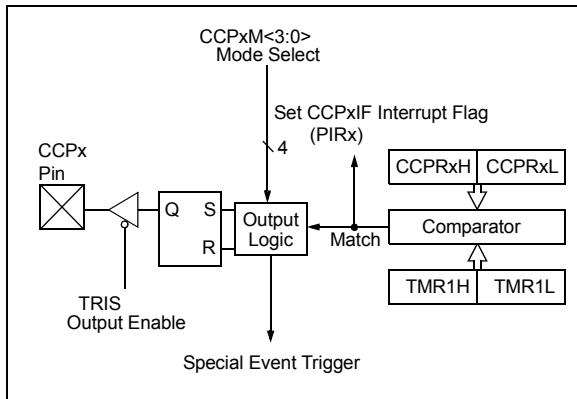 CCPxM<3:0>
Mode Select
Set CCPxIF Interrupt Flag
(PIRx)
4
CCPx
Pin
CCPRxH CCPRxL
Q S
R
Output
Logic
Comparator
Match
TRIS
Output Enable
TMR1H TMR1L
Special Event Trigger